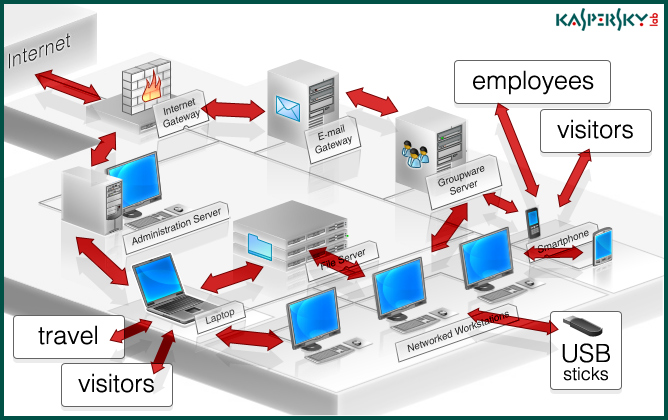 KASPERSKY lab
Internet
employees
visitors
Internet
Gateway
E-mail
Gateway
Groupware
Server
Administration Server
Smartphone
Server
Laptop
Networked Workstations
travel
visitors
USB
sticks